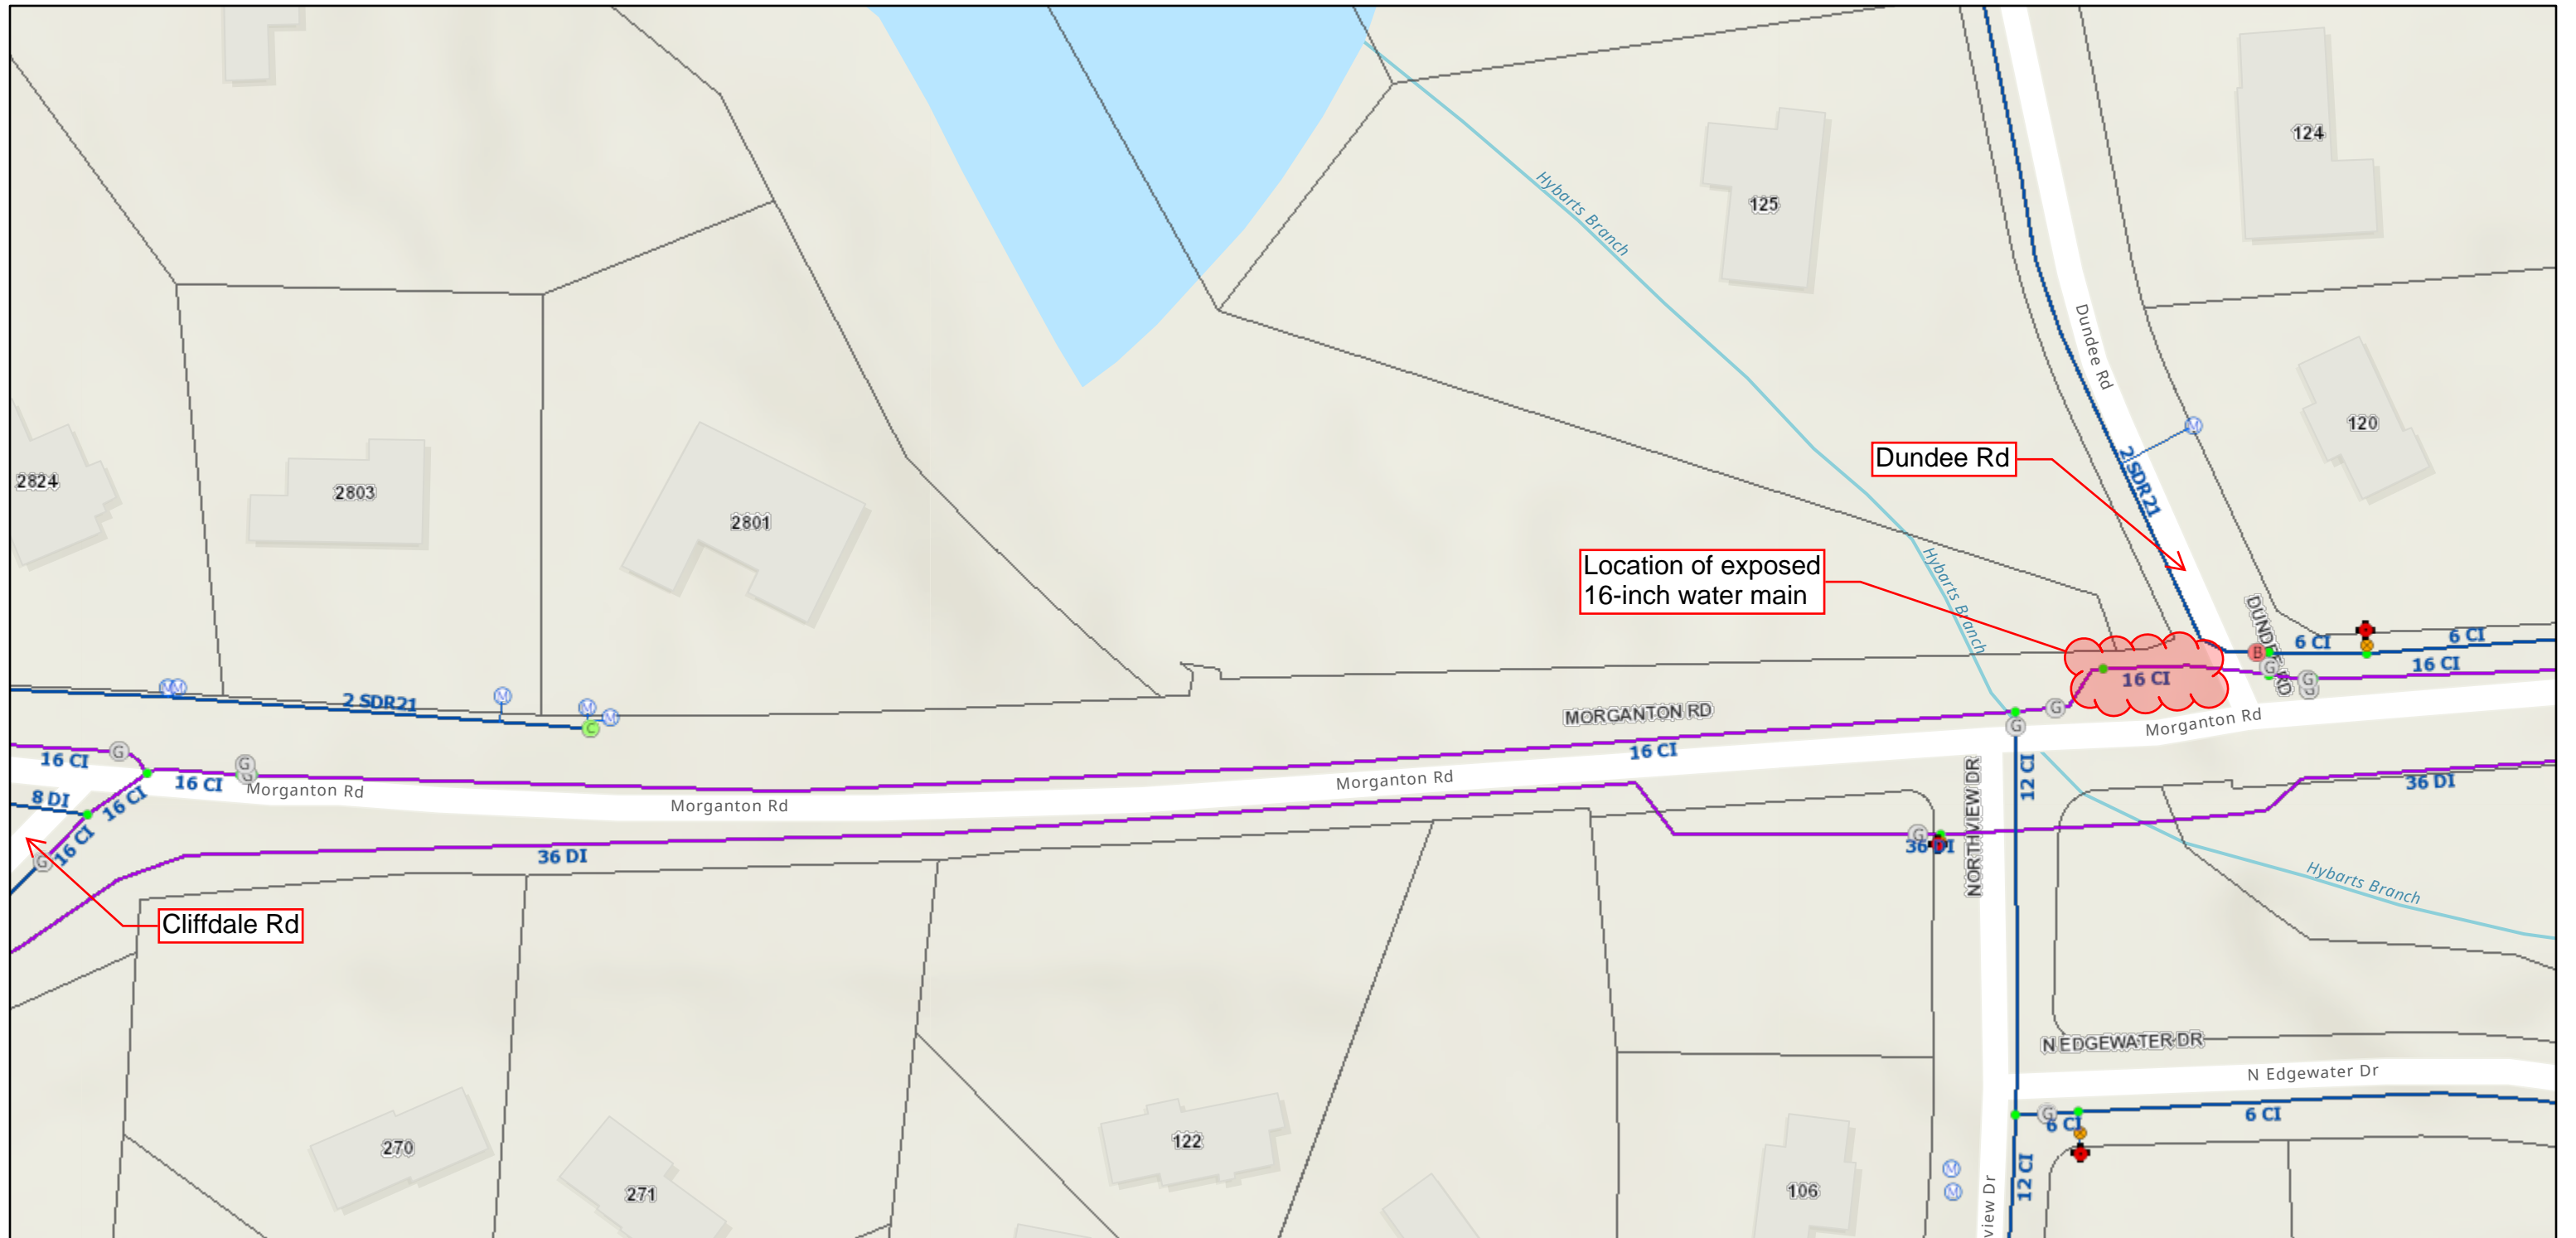 124
125
Hybarts Branch
Dundee Rd
120
Dundee Rd
2824
2803
2801
2 SDR21
Location of exposed
16-inch water main
Hybarts Branch
M
M
M
M
M
M
C
2 SDR21
B
G
G
G
6 CI
6 CI
16 CI
16 CI
MORGANTON RD
Morganton Rd
G
G
16 CI
G
16 CI
G
G
16 CI
Morganton Rd
Morganton Rd
Morganton Rd
8 DI
16 CI
16 CI
G
12 CI
NORTHVIEW DR
36 DI
36 DI
G
Hybarts Branch
Cliffdale Rd
N EDGEWATER DR
N Edgewater Dr
G
6 CI
6 CI
270
271
122
106
M
M
12 CI
view Dr